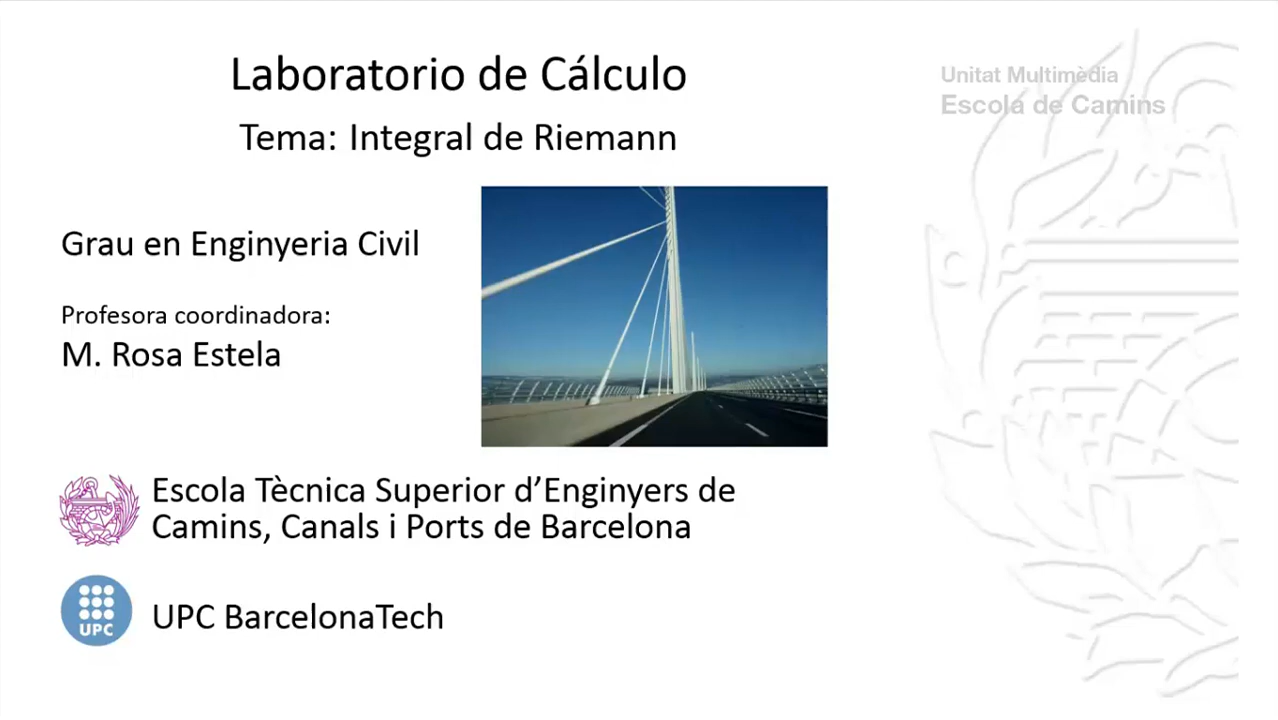 Laboratorio de Cálculo
Tema: Integral de Riemann
Unitat Multimèdia
Escola de Camins
Grau en Enginyeria Civil
Profesora coordinadora:
M. Rosa Estela
Escola Tècnica Superior d’Enginyers de
Camins, Canals i Ports de Barcelona
UPC
UPC BarcelonaTech